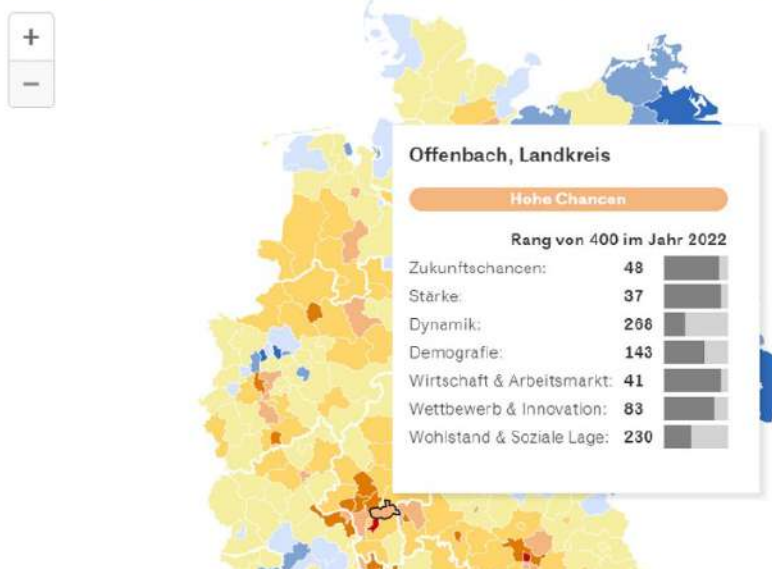 +
−
Offenbach, Landkreis
Hohe Chancen
Rang von 400 im Jahr 2022
Zukunftschancen: 48
Stärke: 37
Dynamik: 268
Demografie: 143
Wirtschaft & Arbeitsmarkt: 41
Wettbewerb & Innovation: 83
Wohlstand & Soziale Lage: 230